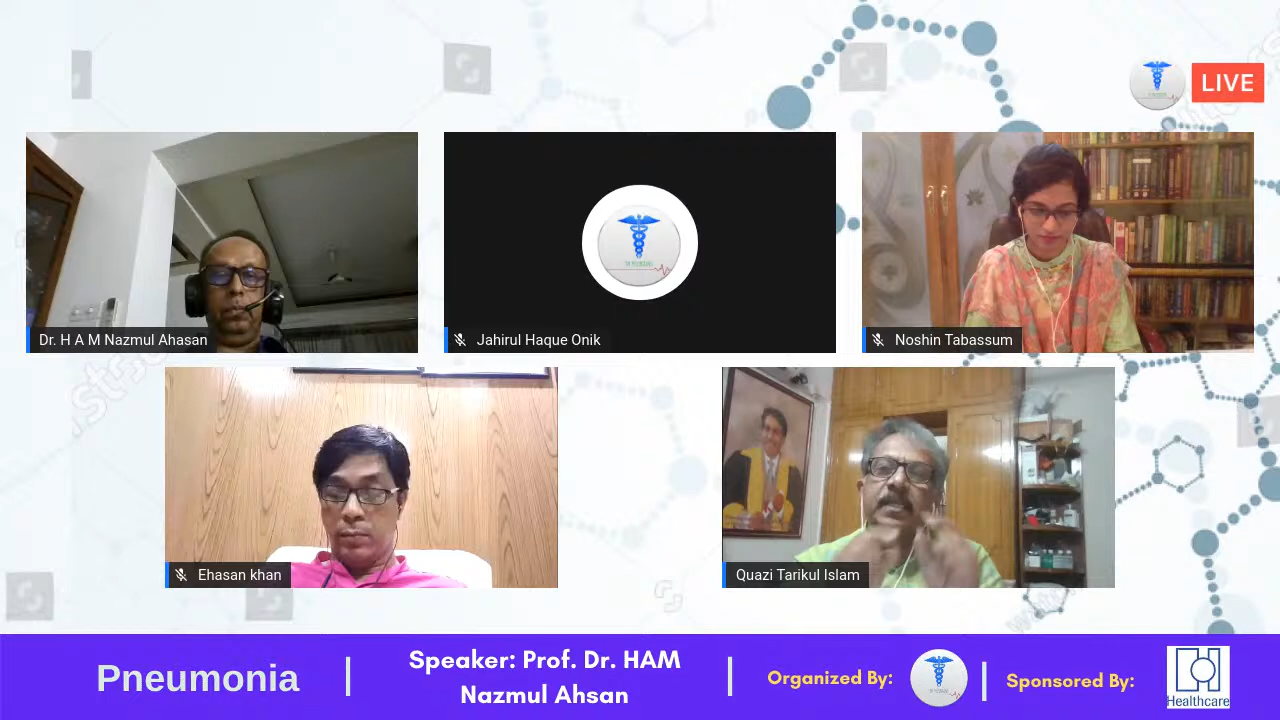 LIVE
Dr. H A M Nazmul Ahasan
Jahirul Haque Onik
Noshin Tabassum
Ehasan khan
Quazi Tarikul Islam
Pneumonia
Speaker: Prof. Dr. HAM
Nazmul Ahsan
Organized By:
Sponsored By:
Healthcare